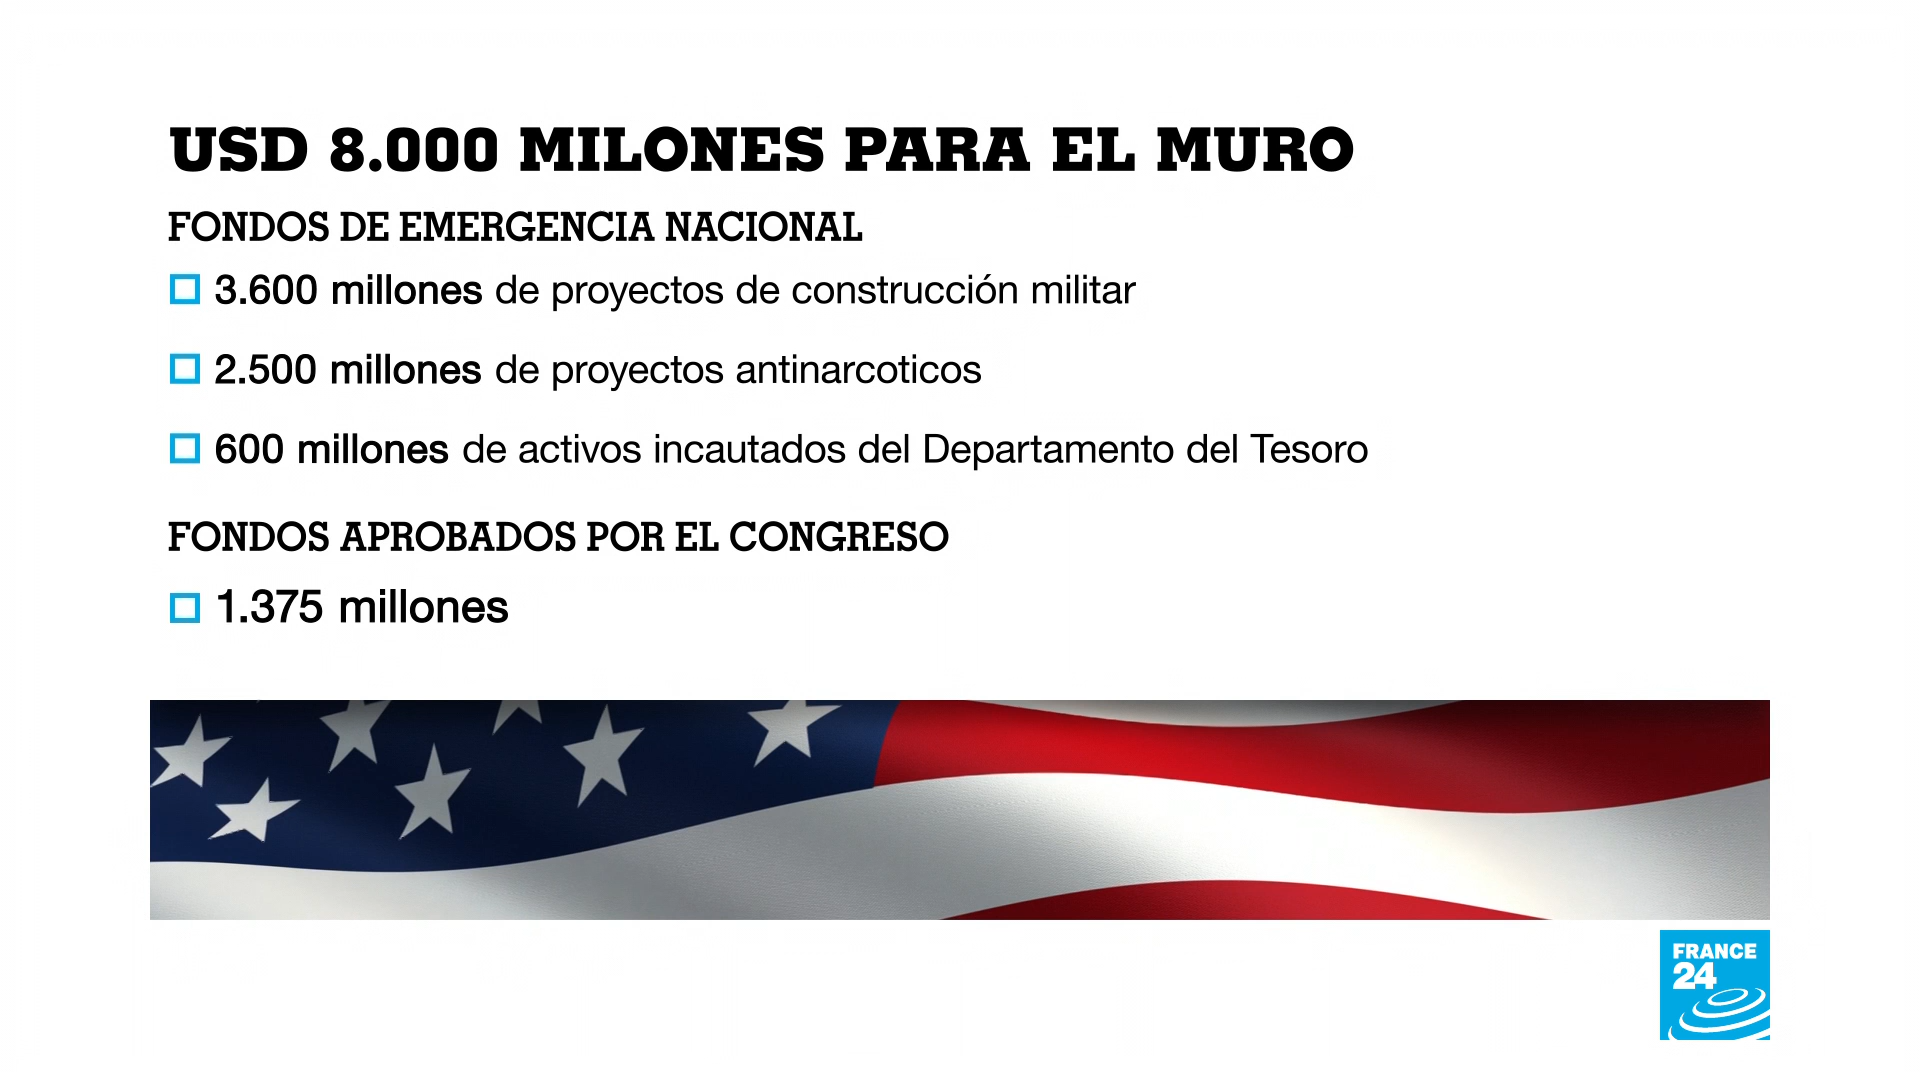 USD 8.000 MILONES PARA EL MURO
FONDOS DE EMERGENCIA NACIONAL
3.600 millones de proyectos de construcción militar
2.500 millones de proyectos antinarcoticos
600 millones de activos incautados del Departamento del Tesoro
FONDOS APROBADOS POR EL CONGRESO
1.375 millones
FRANCE
24